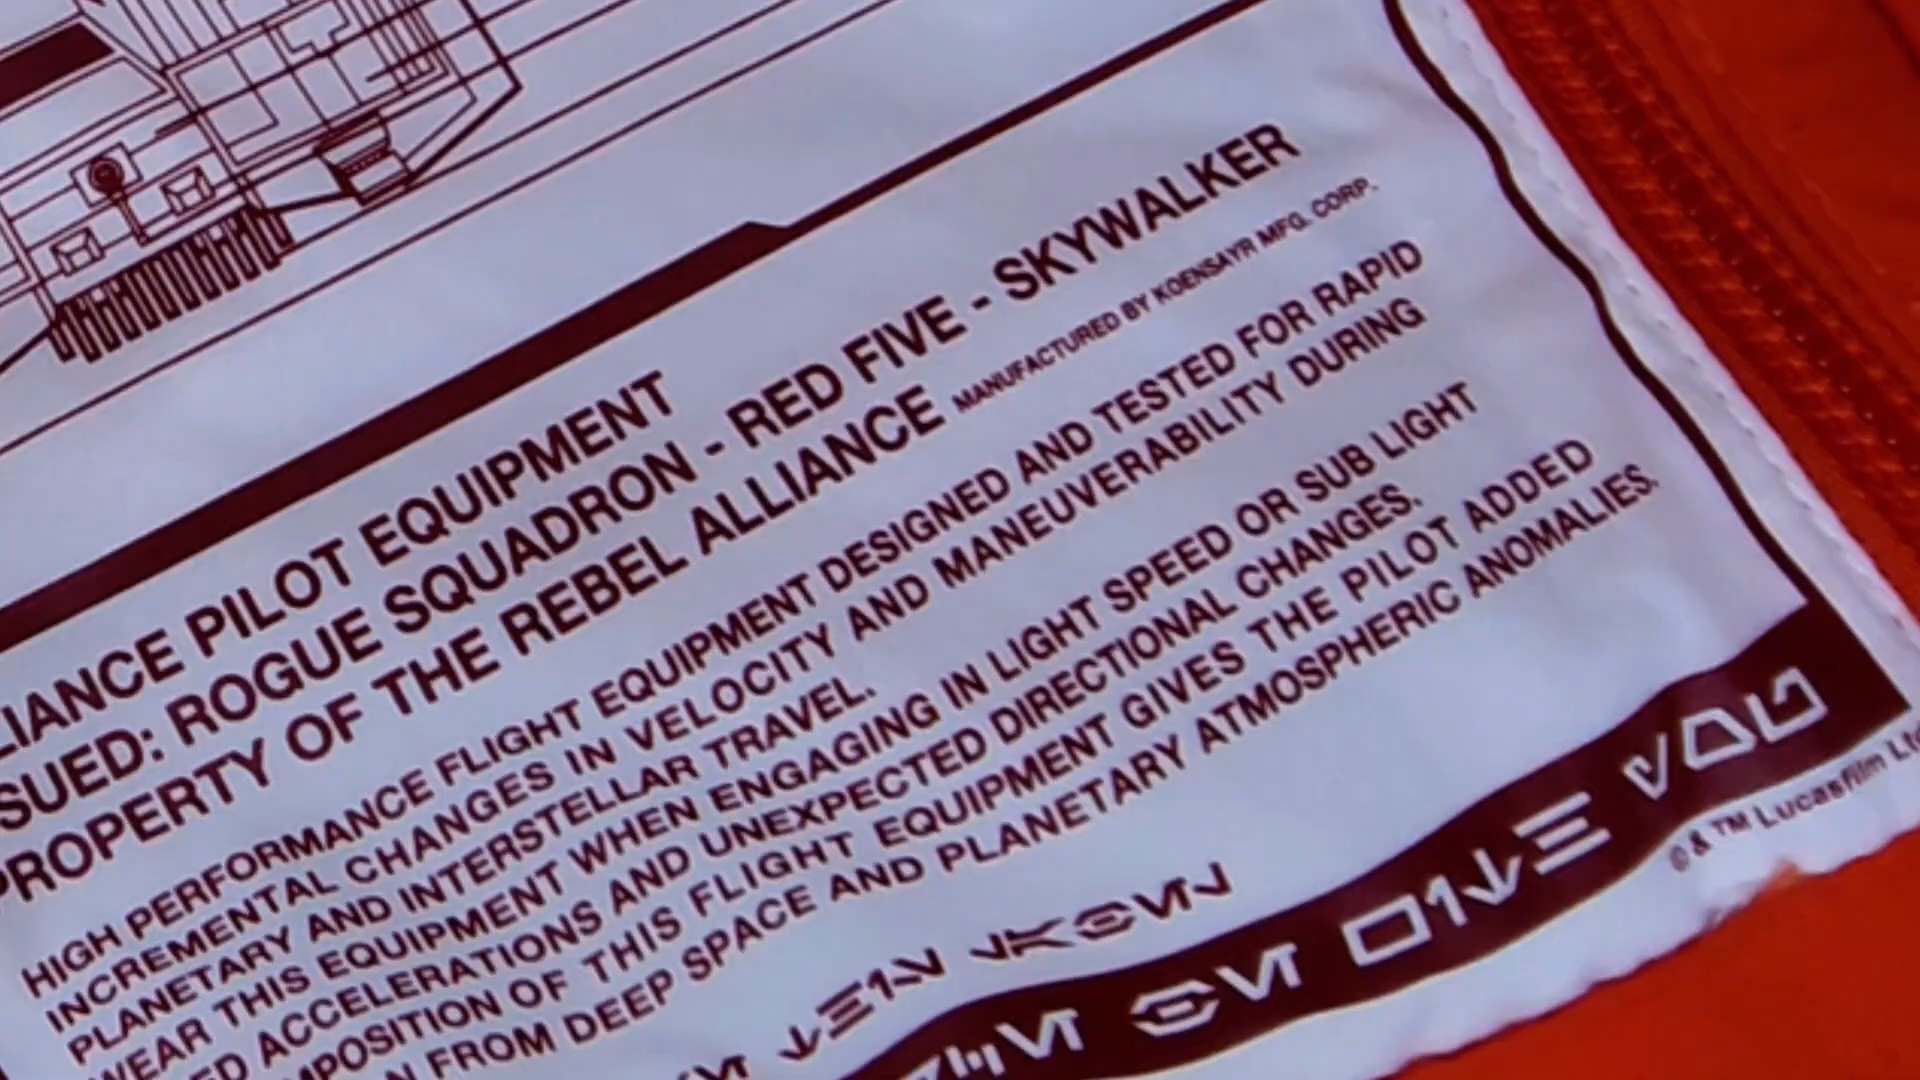 LIANCE PILOT EQUIPMENT
SUED: ROGUE SQUADRON - RED FIVE - SKYWALKER
PROPERTY OF THE REBEL ALLIANCE MANUFACTURED BY KOENSAYR MFG. CORP.
HIGH PERFORMANCE FLIGHT EQUIPMENT DESIGNED AND TESTED FOR RAPID
INCREMENTAL CHANGES IN VELOCITY AND MANEUVERABILITY DURING
PLANETARY AND INTERSTELLAR TRAVEL.
WEAR THIS EQUIPMENT WHEN ENGAGING IN LIGHT SPEED OR SUB LIGHT
ED ACCELERATIONS AND UNEXPECTED DIRECTIONAL CHANGES.
MPOSITION OF THIS FLIGHT EQUIPMENT GIVES THE PILOT ADDED
N FROM DEEP SPACE AND PLANETARY ATMOSPHERIC ANOMALIES.
© & ™ Lucasfilm Ltd